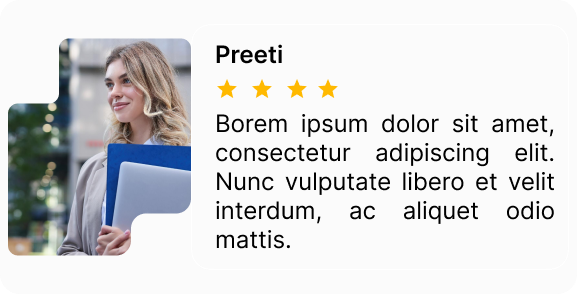 Preeti
Borem ipsum dolor sit amet,
consectetur adipiscing elit.
Nunc vulputate libero et velit
interdum, ac aliquet odio
mattis.